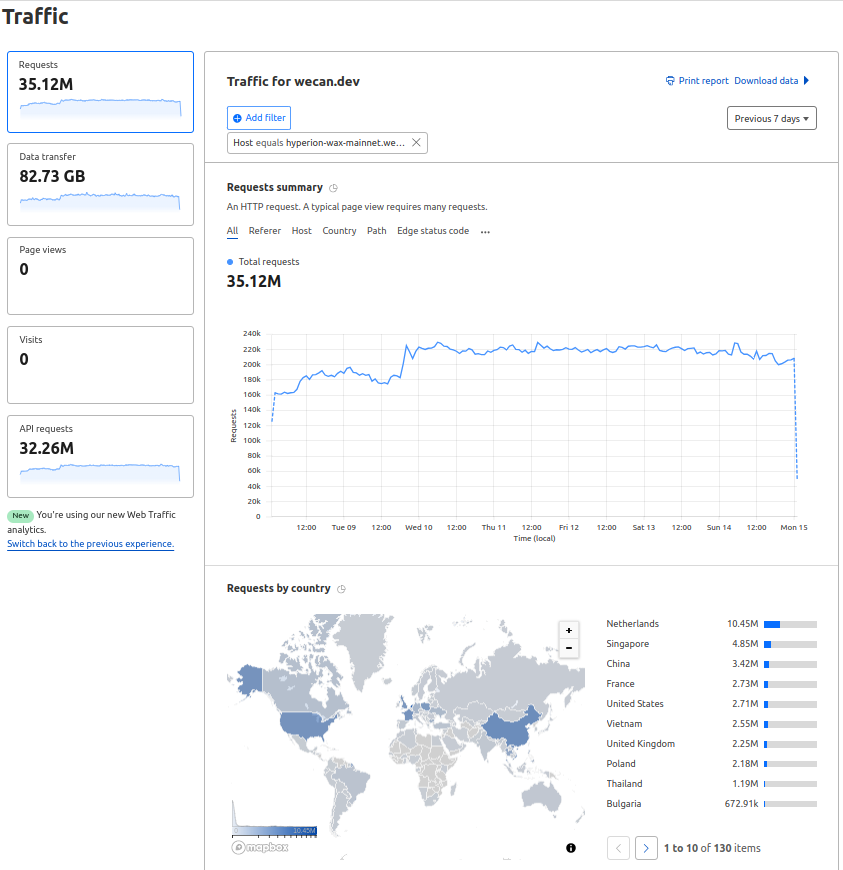 Traffic
Requests
35.12M
Data transfer
82.73 GB
Page views
0
Visits
0
API requests
32.26M
New You're using our new Web Traffic
analytics.
Switch back to the previous experience.
Traffic for wecan.dev
Print report Download data
Add filter
Previous 7 days
Host equals hyperion-wax-mainnet.we...
Requests summary
An HTTP request. A typical page view requires many requests.
All Referer Host Country Path Edge status code ...
Total requests
35.12M
240k
220k
200k
180k
160k
140k
120k
100k
80k
60k
40k
20k
0
Requests
12:00 Tue 09 12:00 Wed 10 12:00 Thu 11 12:00 Fri 12 12:00 Sat 13 12:00 Sun 14 12:00 Mon 15
Time (local)
Requests by country
+
−
0 10.45M
mapbox
Netherlands 10.45M
Singapore 4.85M
China 3.42M
France 2.73M
United States 2.71M
Vietnam 2.55M
United Kingdom 2.25M
Poland 2.18M
Thailand 1.19M
Bulgaria 672.91k
1 to 10 of 130 items